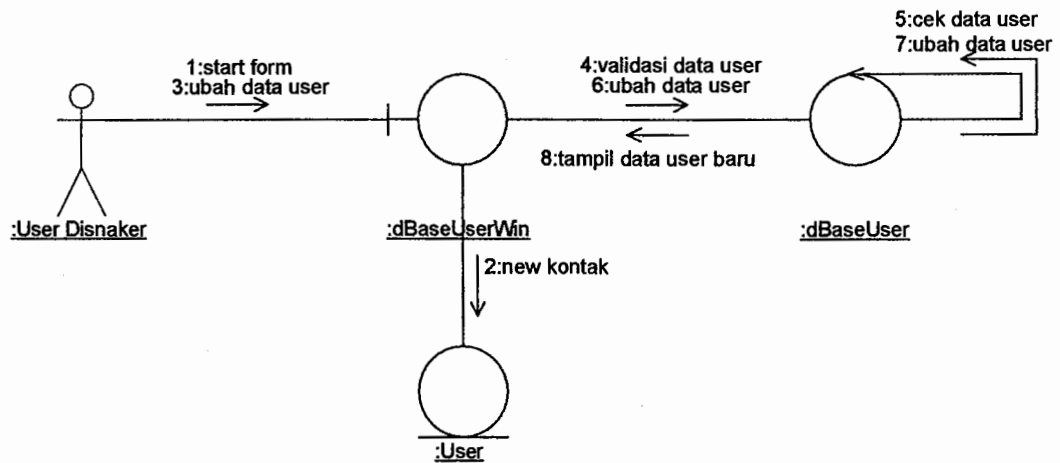 1:start form
3:ubah data user
4:validasi data user
6:ubah data user
5:cek data user
7:ubah data user
8:tampil data user baru
:User Disnaker
:dBaseUserWin
:dBaseUser
2:new kontak
:User